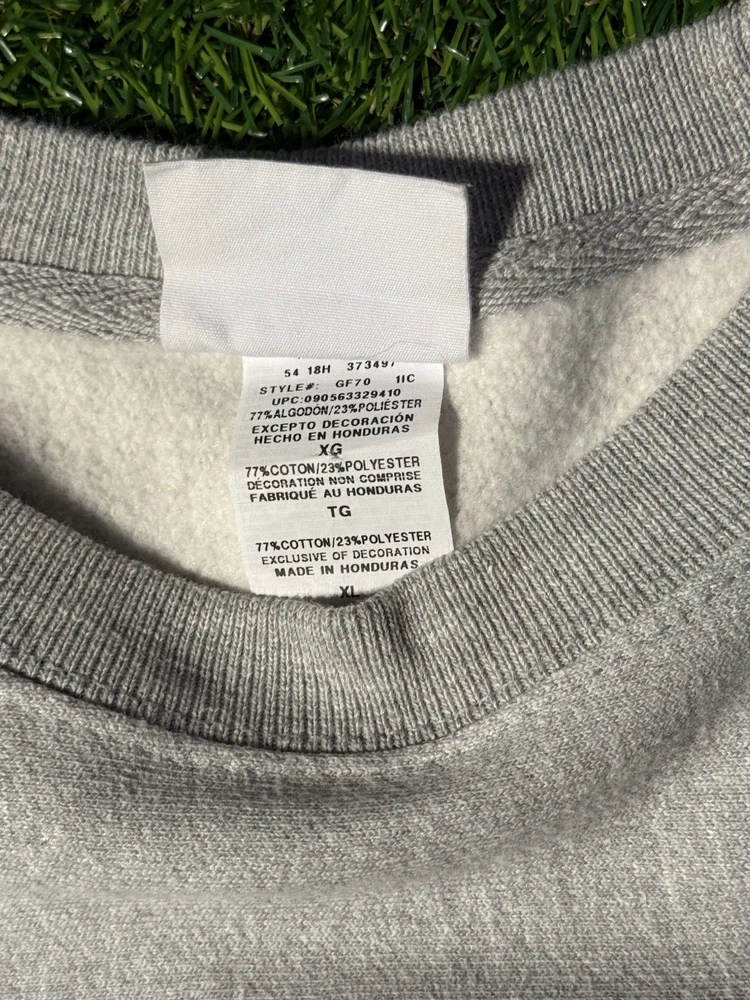 54 18H 373497
STYLE#: GF70 1IC
UPC:090563329410
77%ALGODÓN/23%POLIÉSTER
EXCEPTO DECORACIÓN
HECHO EN HONDURAS
XG
77%COTON/23%POLYESTER
DÉCORATION NON COMPRISE
FABRIQUÉ AU HONDURAS
TG
77%COTTON/23%POLYESTER
EXCLUSIVE OF DECORATION
MADE IN HONDURAS
XL